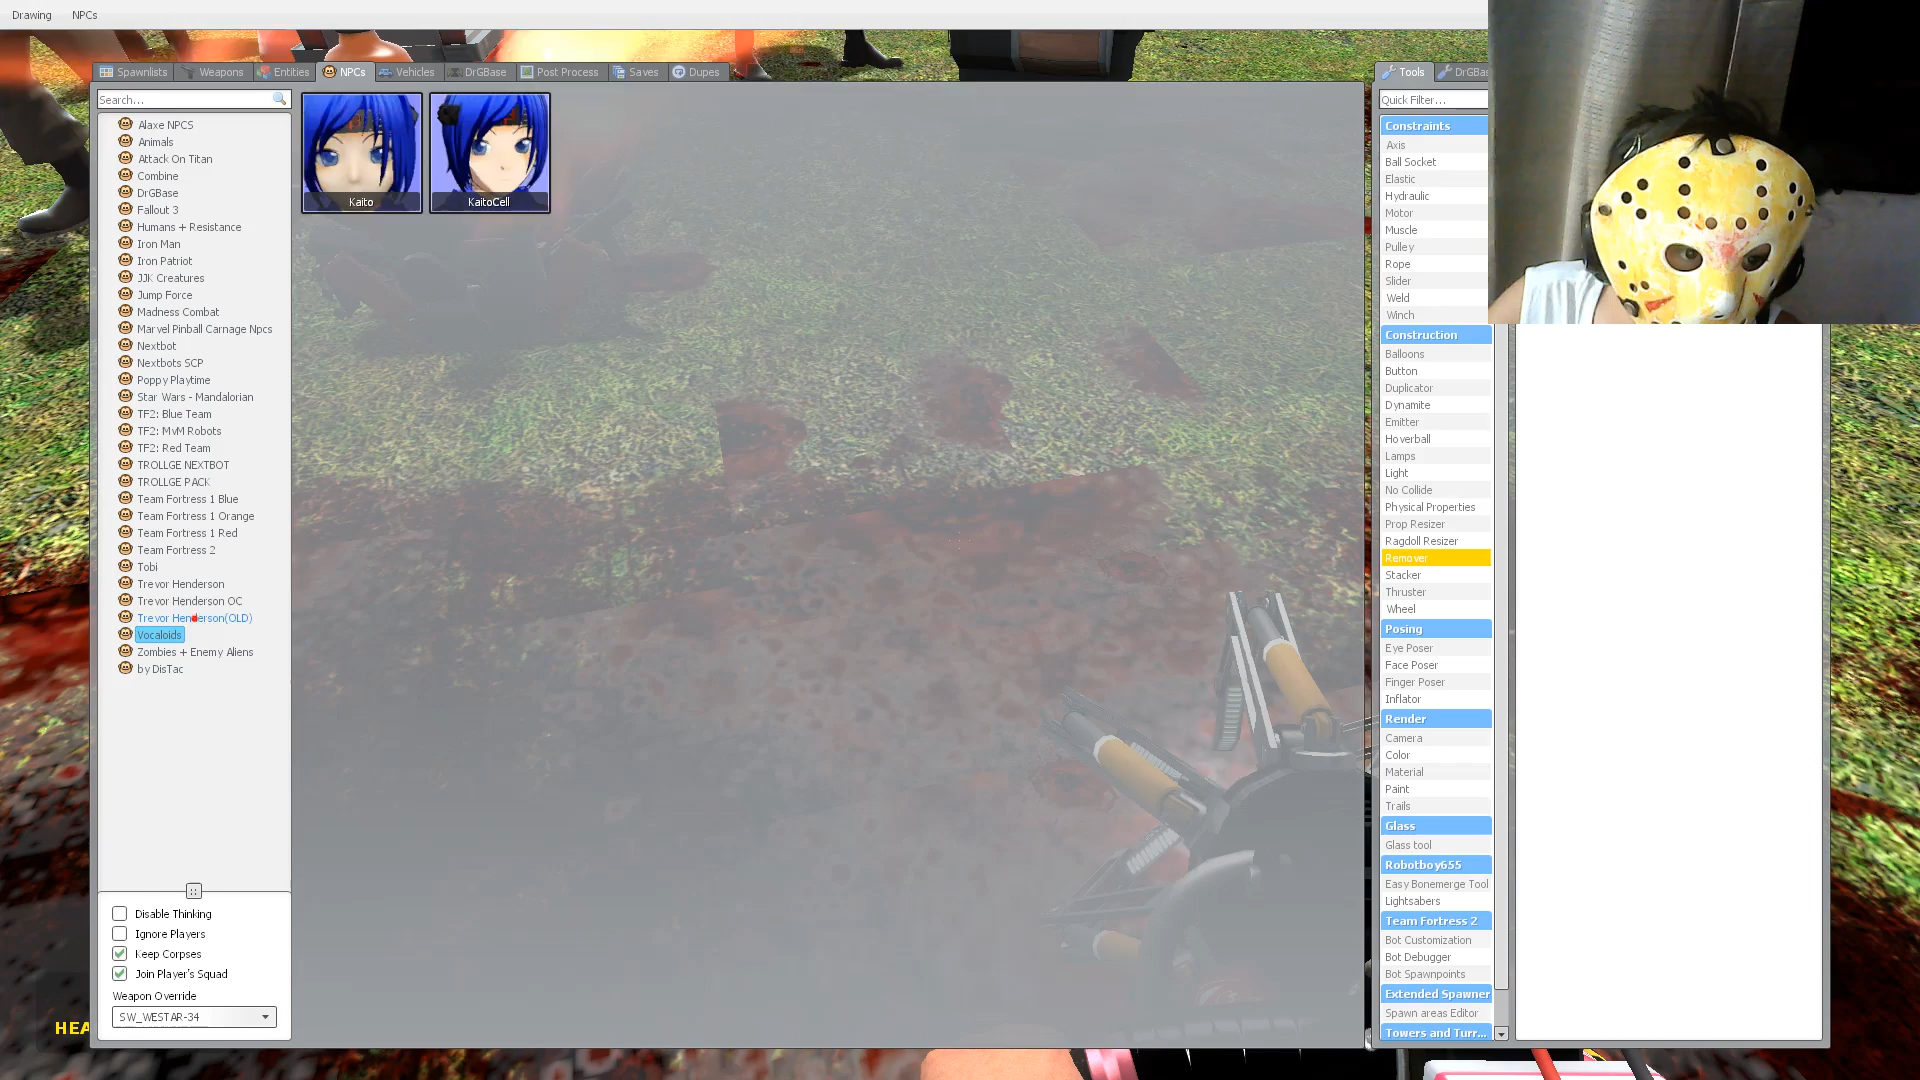 Drawing
NPCs
Spawnlists
Weapons
Entities
NPCs
Vehicles
DrGBase
Post Process
Saves
Dupes
Search...
Alaxe NPCS
Animals
Attack On Titan
Combine
DrGBase
Fallout 3
Humans + Resistance
Iron Man
Iron Patriot
JJK Creatures
Jump Force
Madness Combat
Marvel Pinball Carnage Npcs
Nextbot
Nextbots SCP
Poppy Playtime
Star Wars - Mandalorian
TF2: Blue Team
TF2: MvM Robots
TF2: Red Team
TROLLGE NEXTBOT
TROLLGE PACK
Team Fortress 1 Blue
Team Fortress 1 Orange
Team Fortress 1 Red
Team Fortress 2
Tobi
Trevor Henderson
Trevor Henderson OC
Trevor Henderson(OLD)
Vocaloids
Zombies + Enemy Aliens
by DisTac
Disable Thinking
Ignore Players
Keep Corpses
Join Player's Squad
Weapon Override
SW_WESTAR-34
HEA
Kaito
KaitoCell
Tools
DrGBas
Quick Filter...
Constraints
Axis
Ball Socket
Elastic
Hydraulic
Motor
Muscle
Pulley
Rope
Slider
Weld
Winch
Construction
Balloons
Button
Duplicator
Dynamite
Emitter
Hoverball
Lamps
Light
No Collide
Physical Properties
Prop Resizer
Ragdoll Resizer
Remover
Stacker
Thruster
Wheel
Posing
Eye Poser
Face Poser
Finger Poser
Inflator
Render
Camera
Color
Material
Paint
Trails
Glass
Glass tool
Robotboy655
Easy Bonemerge Tool
Lightsabers
Team Fortress 2
Bot Customization
Bot Debugger
Bot Spawnpoints
Extended Spawner
Spawn areas Editor
Towers and Turr...